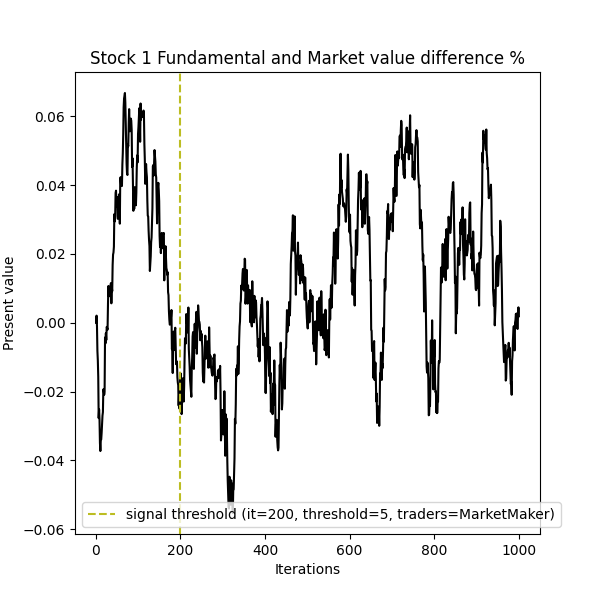 Stock 1 Fundamental and Market value difference %
0.06
0.04
0.02
0.00
−0.02
−0.04
−0.06
Present value
signal threshold (it=200, threshold=5, traders=MarketMaker)
0 200 400 600 800 1000
Iterations